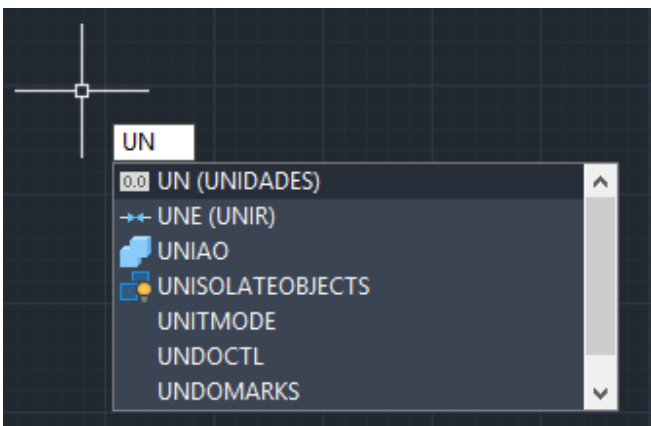 UN
0.0 UN (UNIDADES)
UNE (UNIR)
UNIAO
UNISOLATEOBJECTS
UNITMODE
UNDOCTL
UNDOMARKS